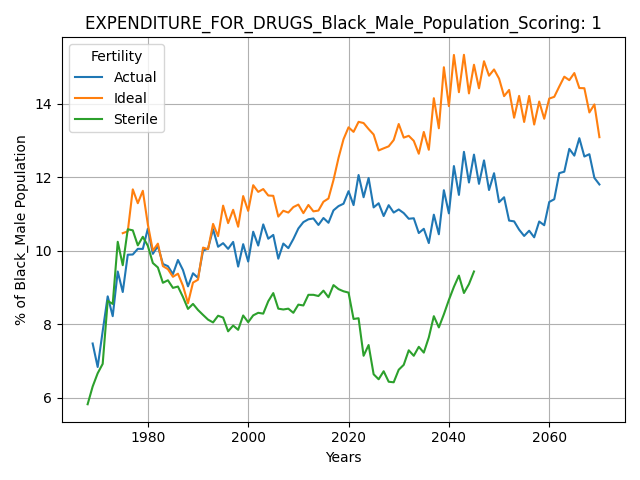 EXPENDITURE_FOR_DRUGS_Black_Male_Population_Scoring: 1
Fertility
Actual
Ideal
Sterile
% of Black_Male Population
14
12
10
8
6
1980 2000 2020 2040 2060
Years